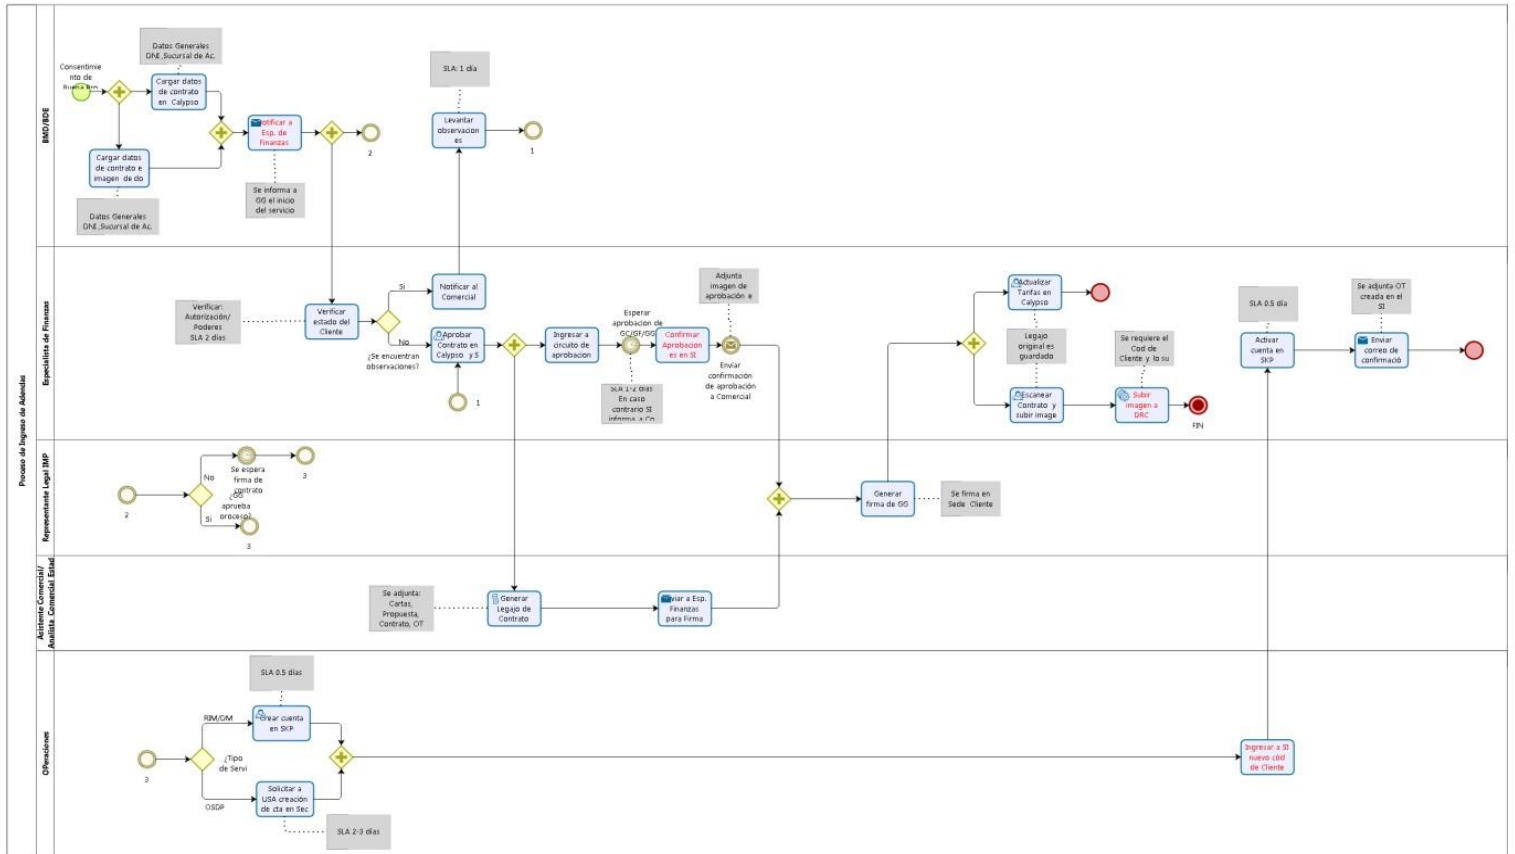 Proceso de Ingreso de Adendas
BMD/BDE
Consentimie
nto de
Datos Generales
DNI ,Sucursal de Ac.
Cargar datos
de contrato
en Calypso
Cargar datos
de contrato e
imagen de do
Datos Generales
DNI ,Sucursal de Ac.
otificar a
Esp. de
Finanzas
Se informa a
GG el inicio
del servicio
2
SLA: 1 día
Levantar
observacion
es
1
Especialista de Finanzas
Verificar:
Autorización/
Poderes
SLA 2 días
Verificar
estado del
Cliente
Si
No
¿Se encuentran
observaciones?
Notificar al
Comercial
Aprobar
Contrato en
Calypso y S
1
Ingresar a
circuito de
aprobacion
Esperar
aprobacion de
GC/GF/GG
SLA 1-2 días
En caso
contrario SI
informa a Co
Confirmar
Aprobacion
es en SI
Adjunta
imagen de
aprobación e
Enviar
confirmación
de aprobación
a Comercial
Actualizar
Tarifas en
Calypso
Legajo
original es
guardado
Escanear
Contrato y
subir image
Se requiere el
Cod de
Cliente y lo su
Subir
imagen a
DRC
FIN
SLA 0.5 día
Activar
cuenta en
SKP
Se adjunta OT
creada en el
SI
Enviar
correo de
confirmació
Representante Legal IMP
2
No
Si
Se espera
firma de
contrato
¿GG
aprueba
proceso?
3
3
Generar
firma de GG
Se firma en
Sede Cliente
Asistente Comercial/
Analista Comercial Estad
Se adjunta:
Cartas,
Propuesta,
Contrato, OT
Generar
Legajo de
Contrato
viar a Esp.
Finanzas
para Firma
OPeraciones
3
RIM/DM
OSDP
¿Tipo
de Servi
SLA 0.5 días
Crear cuenta
en SKP
Solicitar a
USA creación
de cta en Sec
SLA 2-3 días
Ingresar a SI
nuevo cód
de Cliente